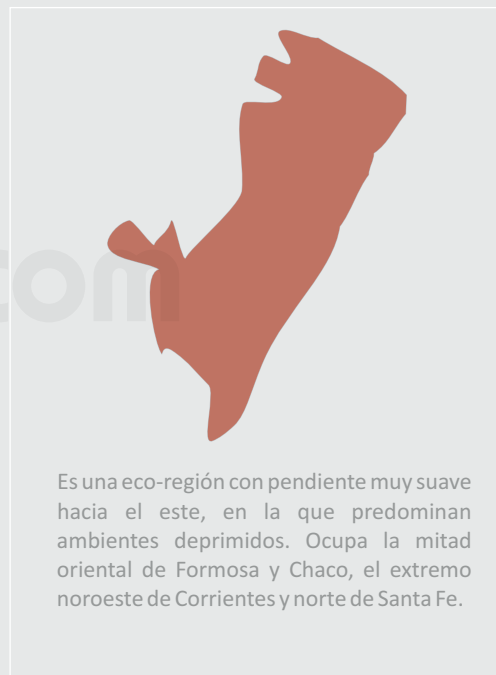 com
Es una eco-región con pendiente muy suave
hacia el este, en la que predominan
ambientes deprimidos. Ocupa la mitad
oriental de Formosa y Chaco, el extremo
noroeste de Corrientes y norte de Santa Fe.